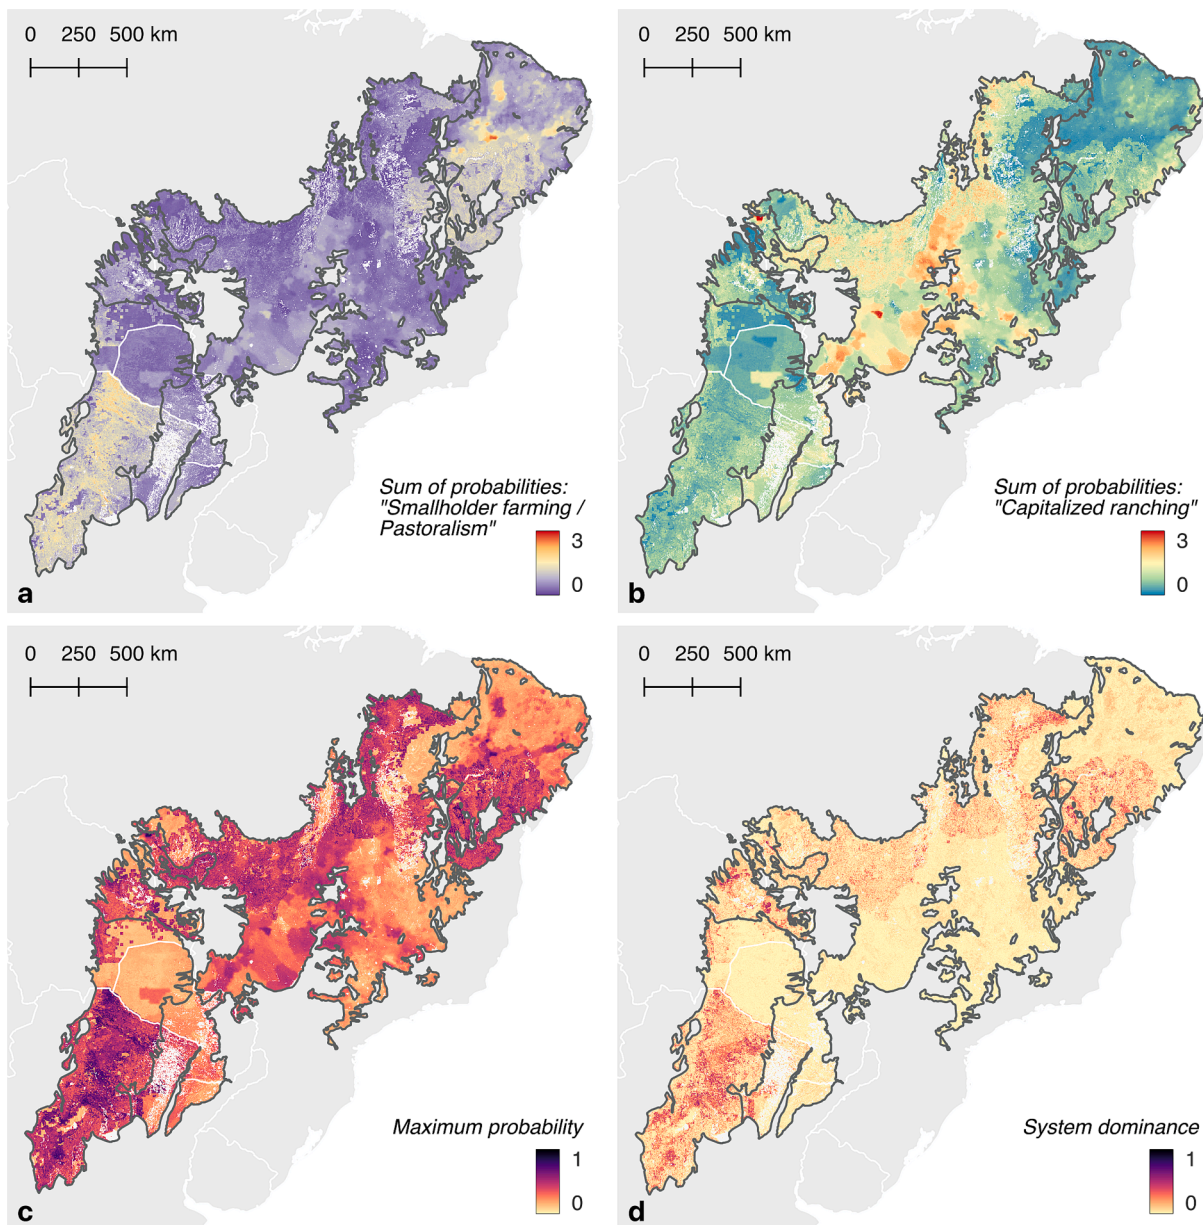 0 250 500 km
Sum of probabilities:
"Smallholder farming /
Pastoralism"
3
0
a
0 250 500 km
Sum of probabilities:
"Capitalized ranching"
3
0
b
0 250 500 km
Maximum probability
1
0
c
0 250 500 km
System dominance
1
0
d